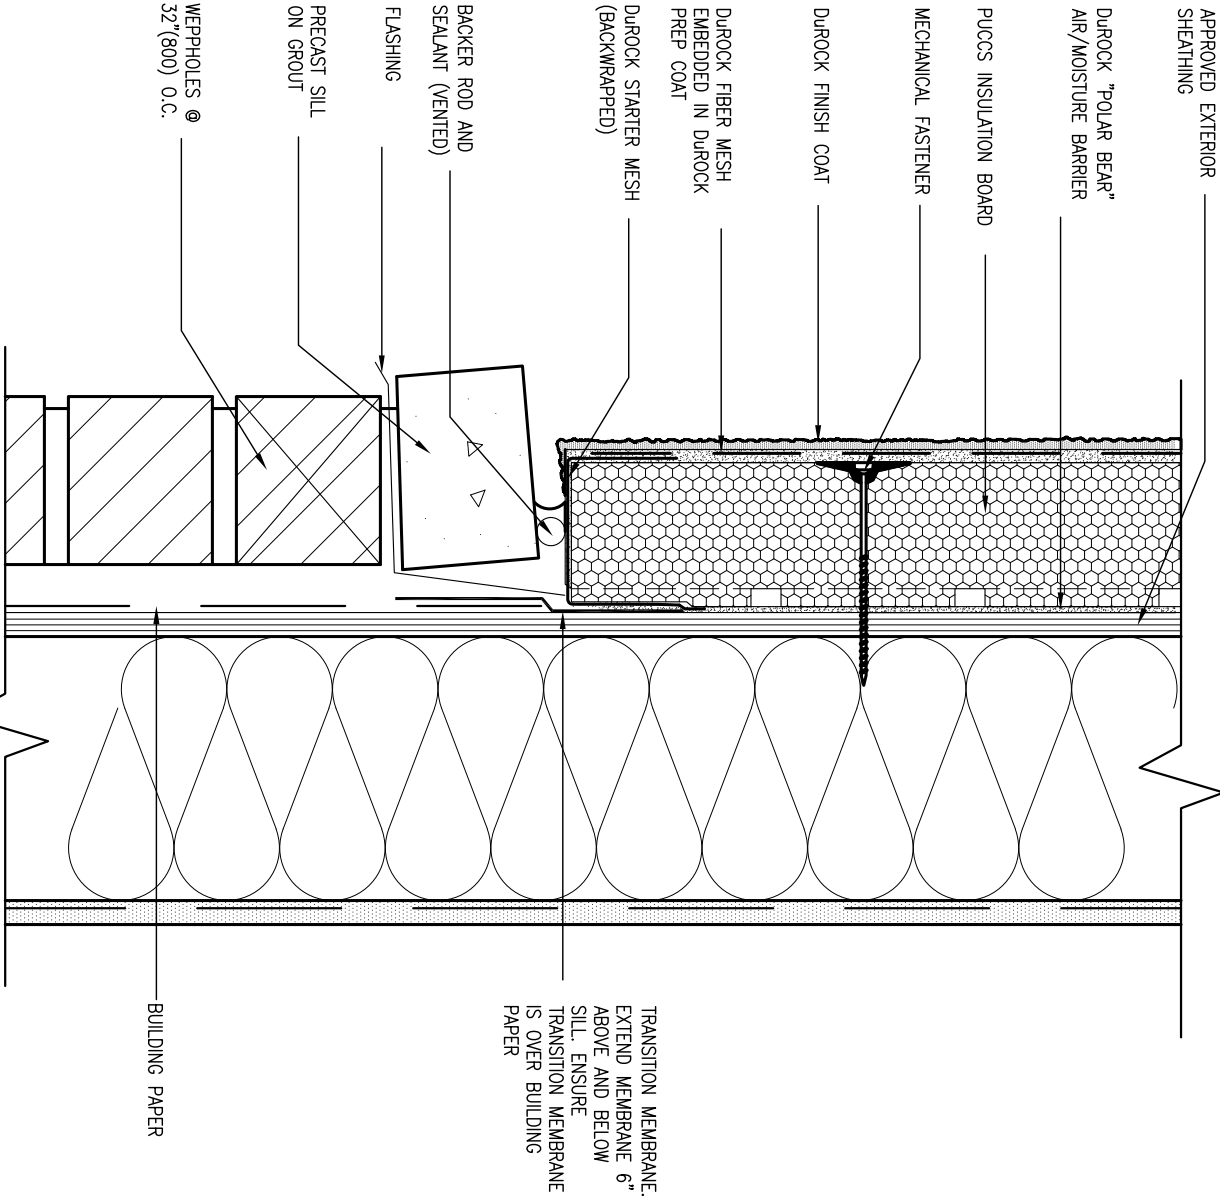 APPROVED EXTERIOR
SHEATHING
DuROCK "POLAR BEAR"
AIR/MOISTURE BARRIER
PUCCS INSULATION BOARD
MECHANICAL FASTENER
DuROCK FINISH COAT
DuROCK FIBER MESH
EMBEDDED IN DuROCK
PREP COAT
DuROCK STARTER MESH
(BACKWRAPPED)
BACKER ROD AND
SEALANT (VENTED)
FLASHING
PRECAST SILL
ON GROUT
WEPPHOLES @
32"(800) O.C.
TRANSITION MEMBRANE.
EXTEND MEMBRANE 6"
ABOVE AND BELOW
SILL. ENSURE
TRANSITION MEMBRANE
IS OVER BUILDING
PAPER
BUILDING PAPER